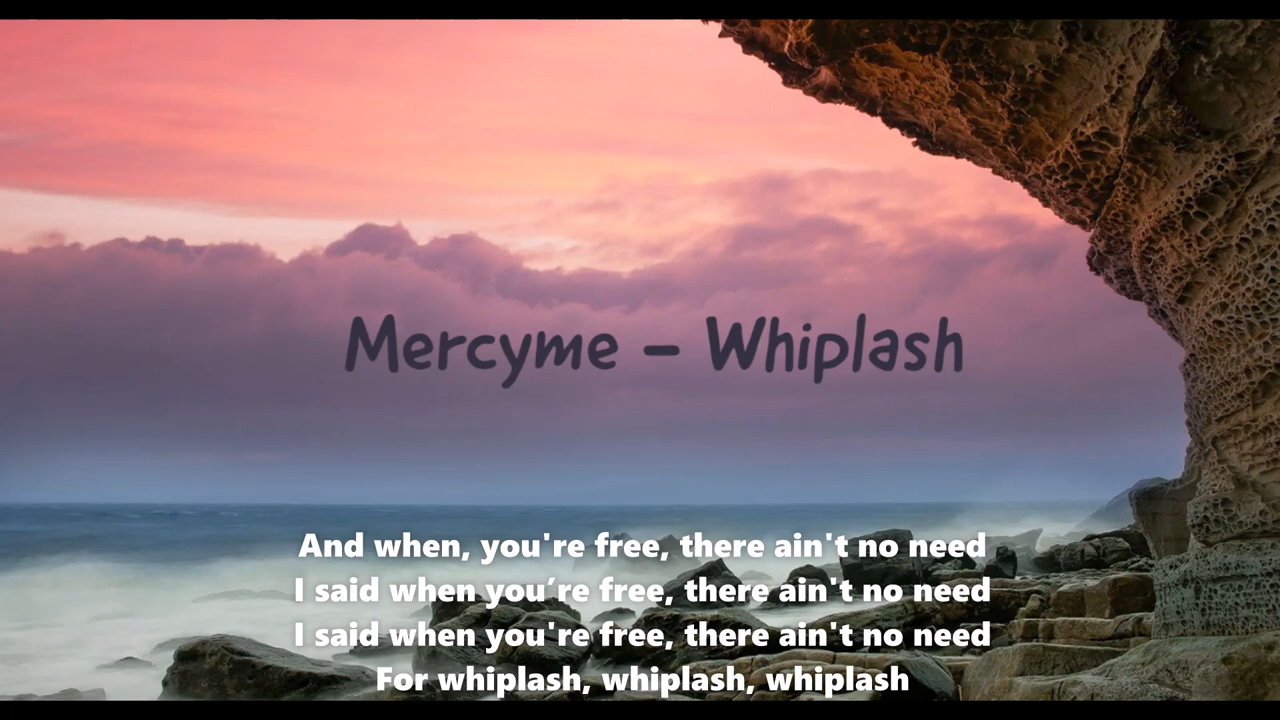 Mercyme - Whiplash
And when, you're free, there ain't no need
I said when you’re free, there ain't no need
I said when you're free, there ain't no need
For whiplash, whiplash, whiplash